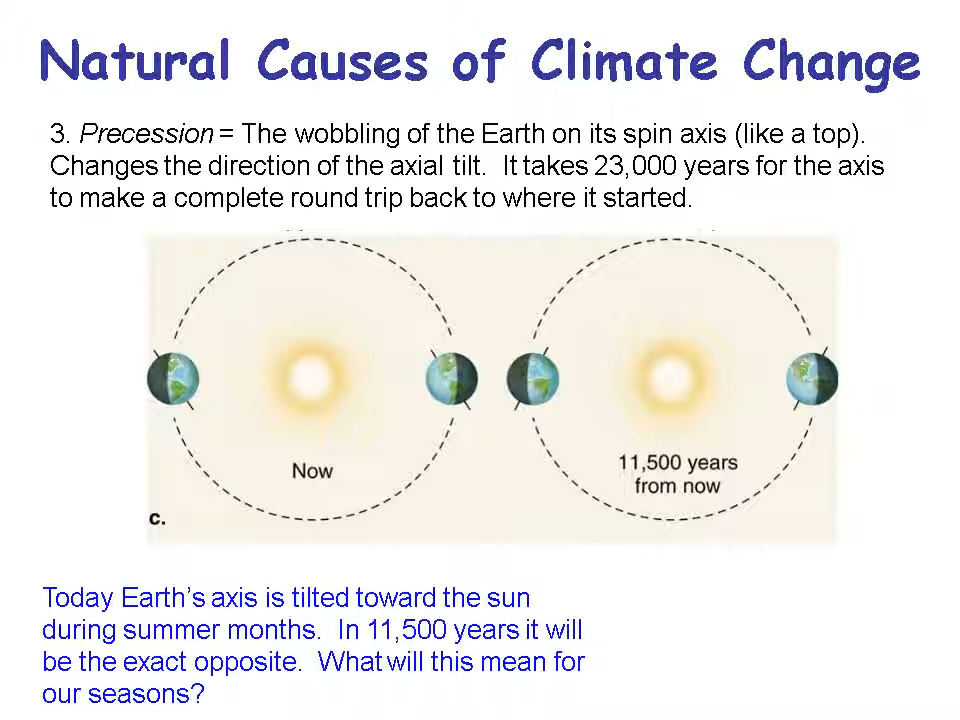 Natural Causes of Climate Change
3. Precession = The wobbling of the Earth on its spin axis (like a top).
Changes the direction of the axial tilt.  It takes 23,000 years for the axis
to make a complete round trip back to where it started.
Now
11,500 years
from now
c.
Today Earth's axis is tilted toward the sun
during summer months.  In 11,500 years it will
be the exact opposite.  What will this mean for
our seasons?